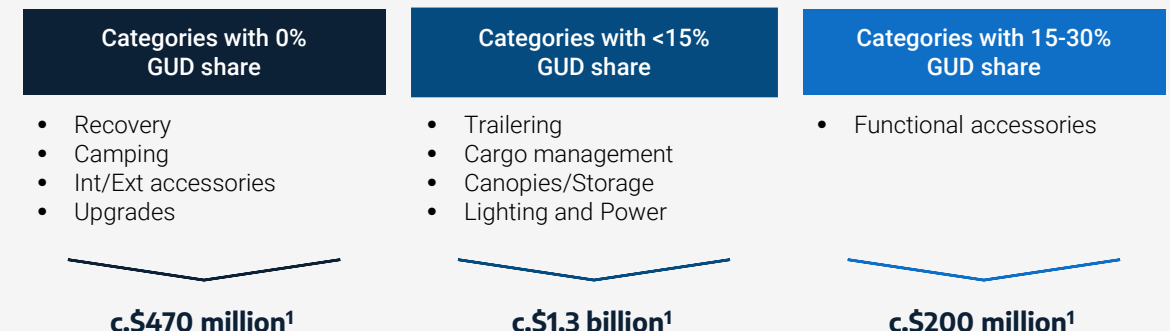 Categories with 0%
GUD share
• Recovery
• Camping
• Int/Ext accessories
• Upgrades
c.$470 million¹
Categories with <15%
GUD share
• Trailering
• Cargo management
• Canopies/Storage
• Lighting and Power
c.$1.3 billion¹
Categories with 15-30%
GUD share
• Functional accessories
c.$200 million¹